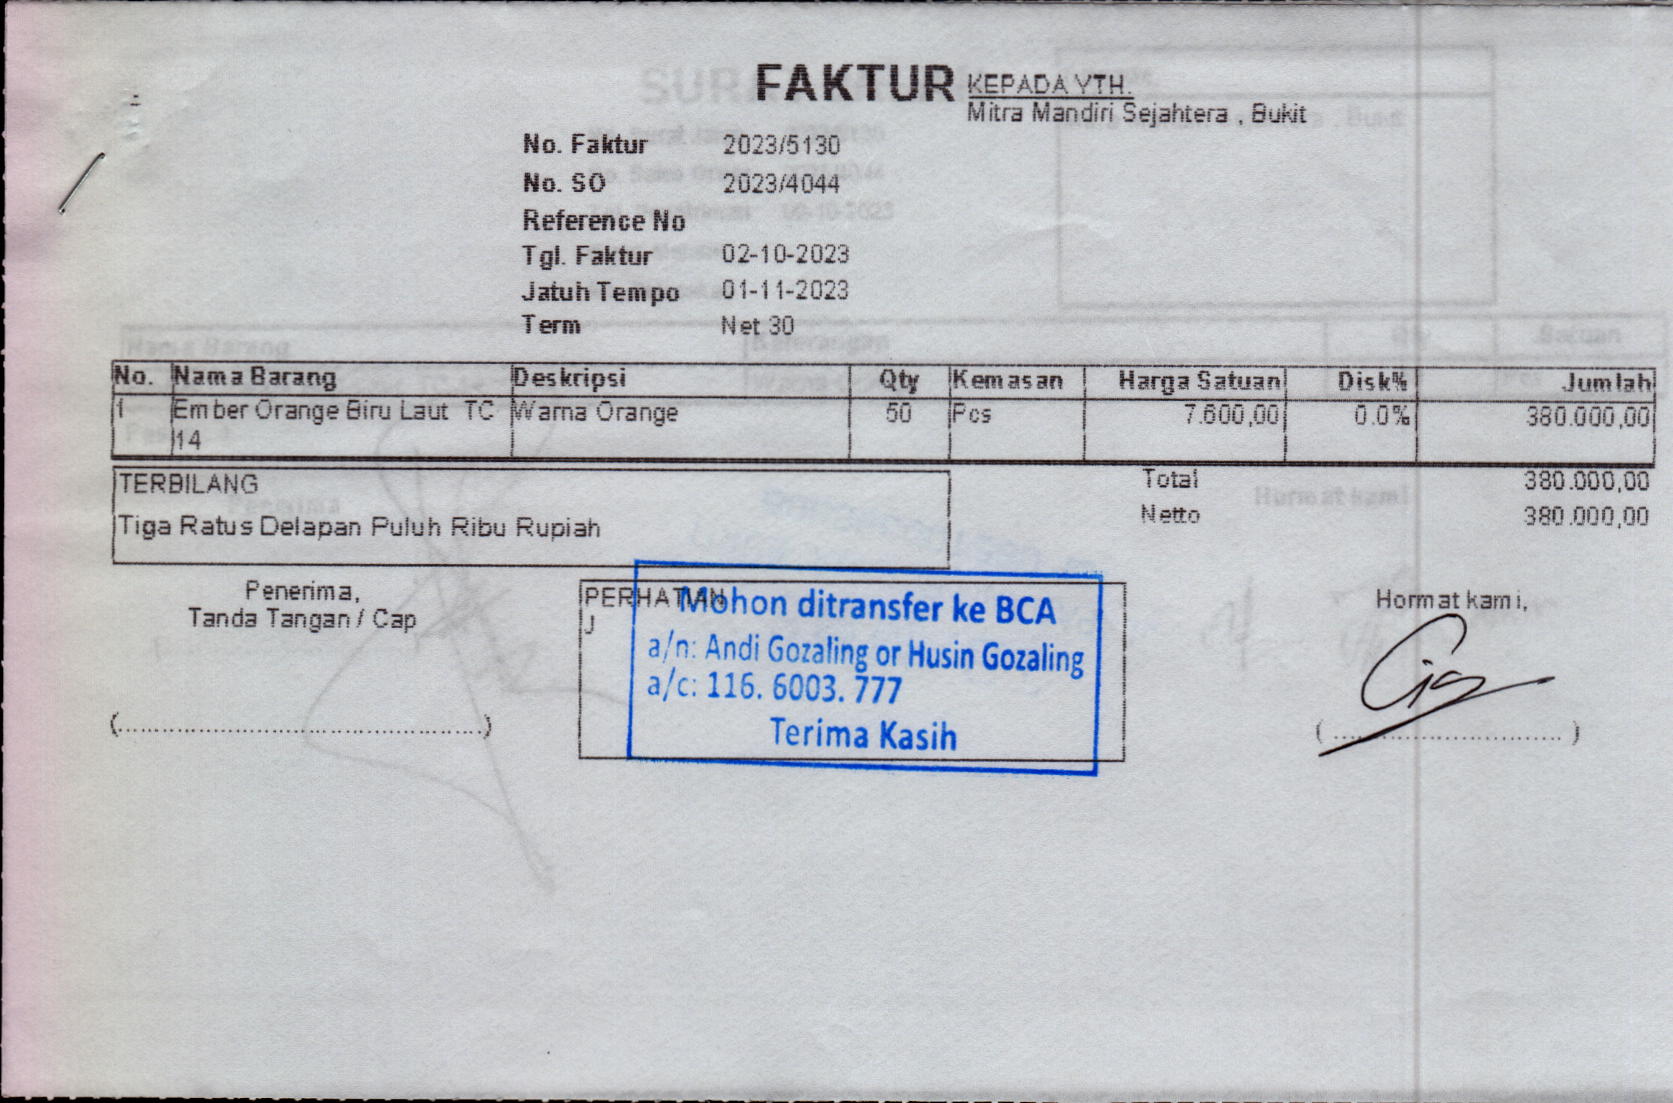 FAKTUR
KEPADA YTH.
Mitra Mandiri Sejahtera , Bukit
No. Faktur 2023/5130
No. SO 2023/4044
Reference No
Tgl. Faktur 02-10-2023
Jatuh Tempo 01-11-2023
Term Net 30
No. Nama Barang Deskripsi Qty Kemasan Harga Satuan Disk% Jumlah
1 Ember Orange Biru Laut TC Warna Orange 50 Pcs 7.600,00 0.0% 380.000,00
14
TERBILANG
Tiga Ratus Delapan Puluh Ribu Rupiah
Total 380.000,00
Netto 380.000,00
Penerima,
Tanda Tangan / Cap
(................................................)
PERHATIAN
J
Mohon ditransfer ke BCA
a/n: Andi Gozaling or Husin Gozaling
a/c: 116. 6003. 777
Terima Kasih
Hormat kami,
( ................................ )